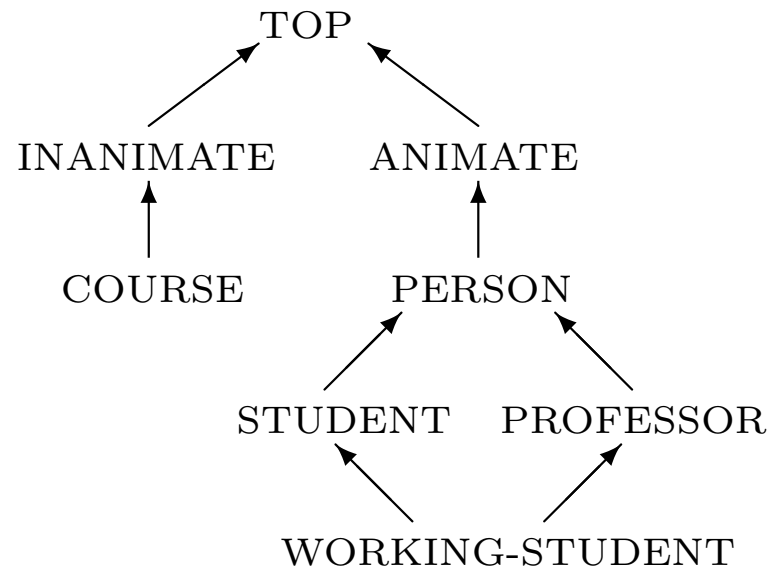 TOP
INANIMATE ANIMATE
COURSE PERSON
STUDENT PROFESSOR
WORKING-STUDENT